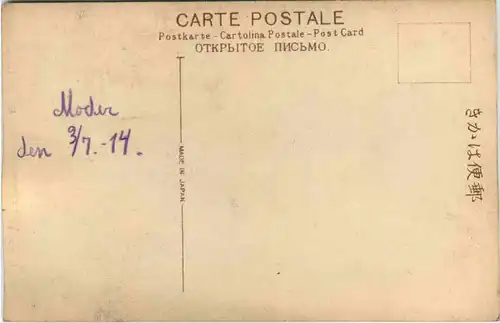 CARTE POSTALE
Postkarte - Cartolina Postale - Post Card
ОТКРЫТОЕ ПИСЬМО.
Moder
den 3/7. - 14.
MADE IN JAPAN
きかは便郵